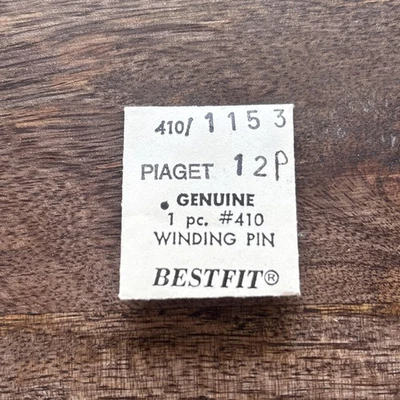 410/ 1153
PIAGET 12P
GENUINE
1 pc. #410
WINDING PIN
BESTFIT®